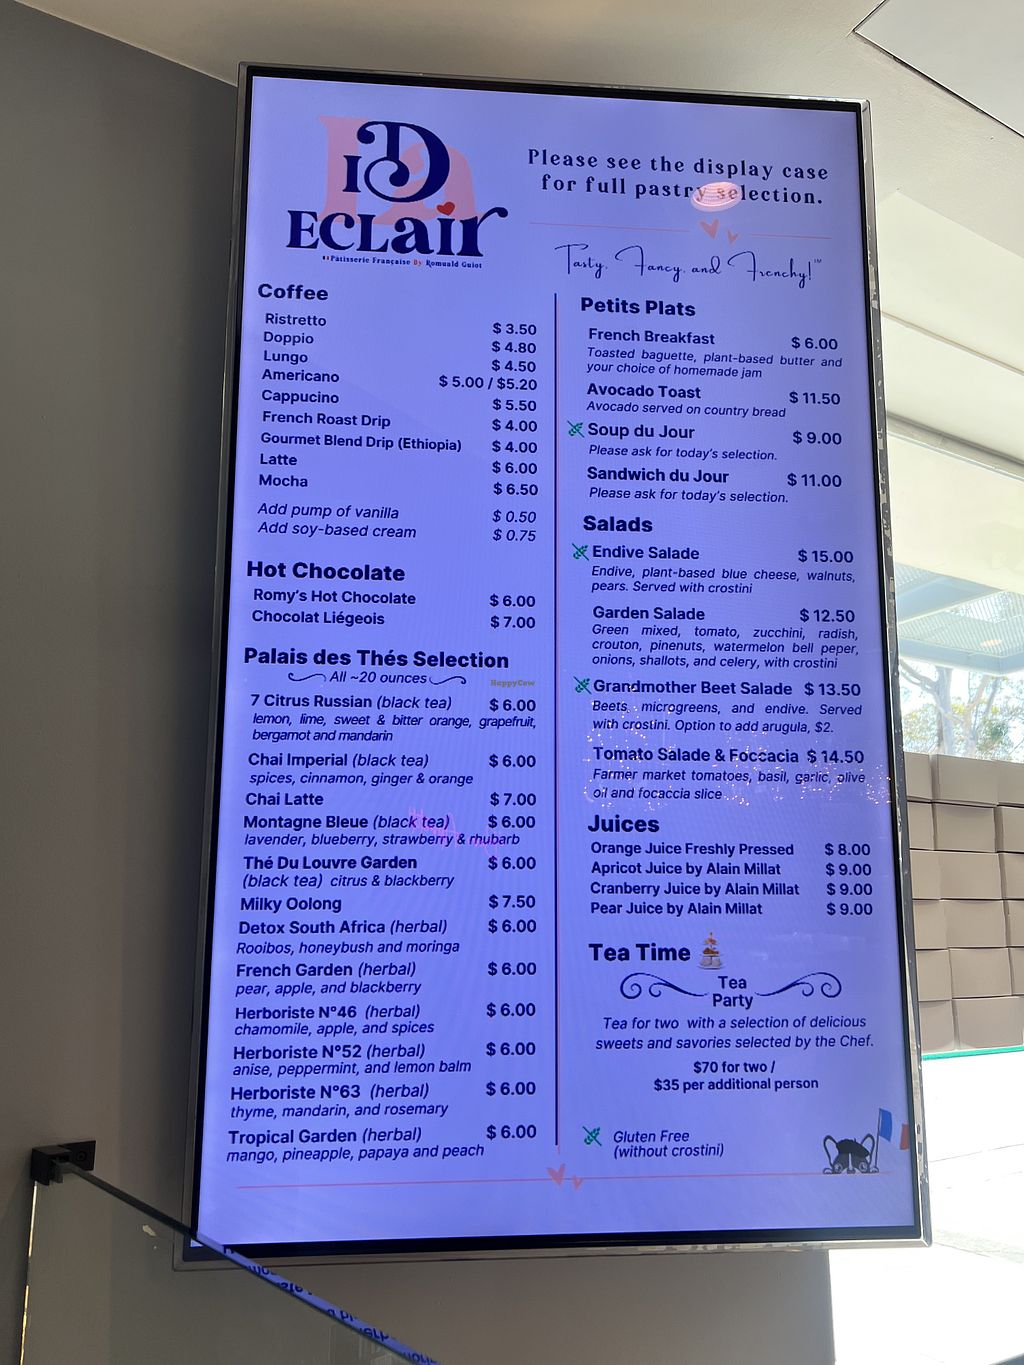 iD
ECLair
Pâtisserie Française By Romuald Guiot
Please see the display case
for full pastry selection.
Tasty, Fancy, and Frenchy!™
Coffee
Ristretto $ 3.50
Doppio $ 4.80
Lungo $ 4.50
Americano $ 5.00 / $5.20
Cappucino $ 5.50
French Roast Drip $ 4.00
Gourmet Blend Drip (Ethiopia) $ 4.00
Latte $ 6.00
Mocha $ 6.50
Add pump of vanilla $ 0.50
Add soy-based cream $ 0.75
Hot Chocolate
Romy's Hot Chocolate $ 6.00
Chocolat Liégeois $ 7.00
Palais des Thés Selection
All ~20 ounces
HappyCow
7 Citrus Russian (black tea) $ 6.00
lemon, lime, sweet & bitter orange, grapefruit,
bergamot and mandarin
Chai Imperial (black tea) $ 6.00
spices, cinnamon, ginger & orange
Chai Latte $ 7.00
Montagne Bleue (black tea) $ 6.00
lavender, blueberry, strawberry & rhubarb
Thé Du Louvre Garden $ 6.00
(black tea) citrus & blackberry
Milky Oolong $ 7.50
Detox South Africa (herbal) $ 6.00
Rooibos, honeybush and moringa
French Garden (herbal) $ 6.00
pear, apple, and blackberry
Herboriste N°46 (herbal) $ 6.00
chamomile, apple, and spices
Herboriste N°52 (herbal) $ 6.00
anise, peppermint, and lemon balm
Herboriste N°63 (herbal) $ 6.00
thyme, mandarin, and rosemary
Tropical Garden (herbal) $ 6.00
mango, pineapple, papaya and peach
Petits Plats
French Breakfast $ 6.00
Toasted baguette, plant-based butter and
your choice of homemade jam
Avocado Toast $ 11.50
Avocado served on country bread
Soup du Jour $ 9.00
Please ask for today's selection.
Sandwich du Jour $ 11.00
Please ask for today's selection.
Salads
Endive Salade $ 15.00
Endive, plant-based blue cheese, walnuts,
pears. Served with crostini
Garden Salade $ 12.50
Green mixed, tomato, zucchini, radish,
crouton, pinenuts, watermelon bell peper,
onions, shallots, and celery, with crostini
Grandmother Beet Salade $ 13.50
Beets, microgreens, and endive. Served
with crostini. Option to add arugula, $2.
Tomato Salade & Foccacia $ 14.50
Farmer market tomatoes, basil, garlic, olive
oil and focaccia slice
Juices
Orange Juice Freshly Pressed $ 8.00
Apricot Juice by Alain Millat $ 9.00
Cranberry Juice by Alain Millat $ 9.00
Pear Juice by Alain Millat $ 9.00
Tea Time
Tea
Party
Tea for two with a selection of delicious
sweets and savories selected by the Chef.
$70 for two /
$35 per additional person
Gluten Free
(without crostini)